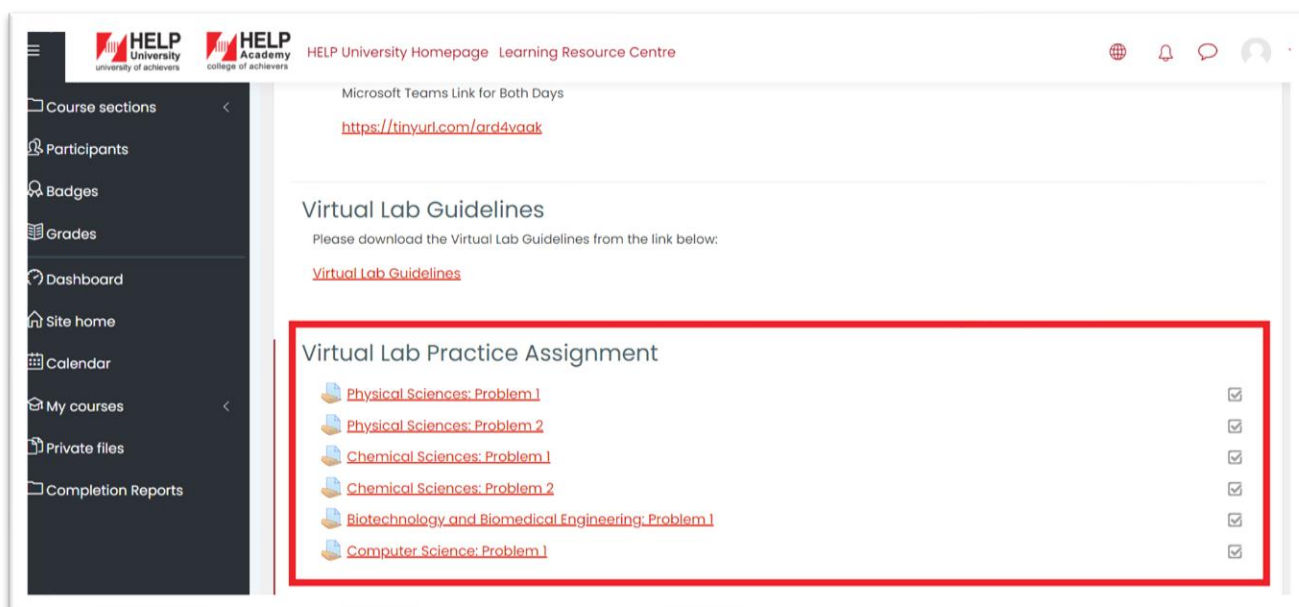 HELP
University
university of achievers
HELP
Academy
college of achievers
HELP University Homepage Learning Resource Centre
Course sections
Participants
Badges
Grades
Dashboard
Site home
Calendar
My courses
Private files
Completion Reports
Microsoft Teams Link for Both Days
https://tinyurl.com/ard4vaak
Virtual Lab Guidelines
Please download the Virtual Lab Guidelines from the link below:
Virtual Lab Guidelines
Virtual Lab Practice Assignment
Physical Sciences: Problem 1
Physical Sciences: Problem 2
Chemical Sciences: Problem 1
Chemical Sciences: Problem 2
Biotechnology and Biomedical Engineering: Problem 1
Computer Science: Problem 1